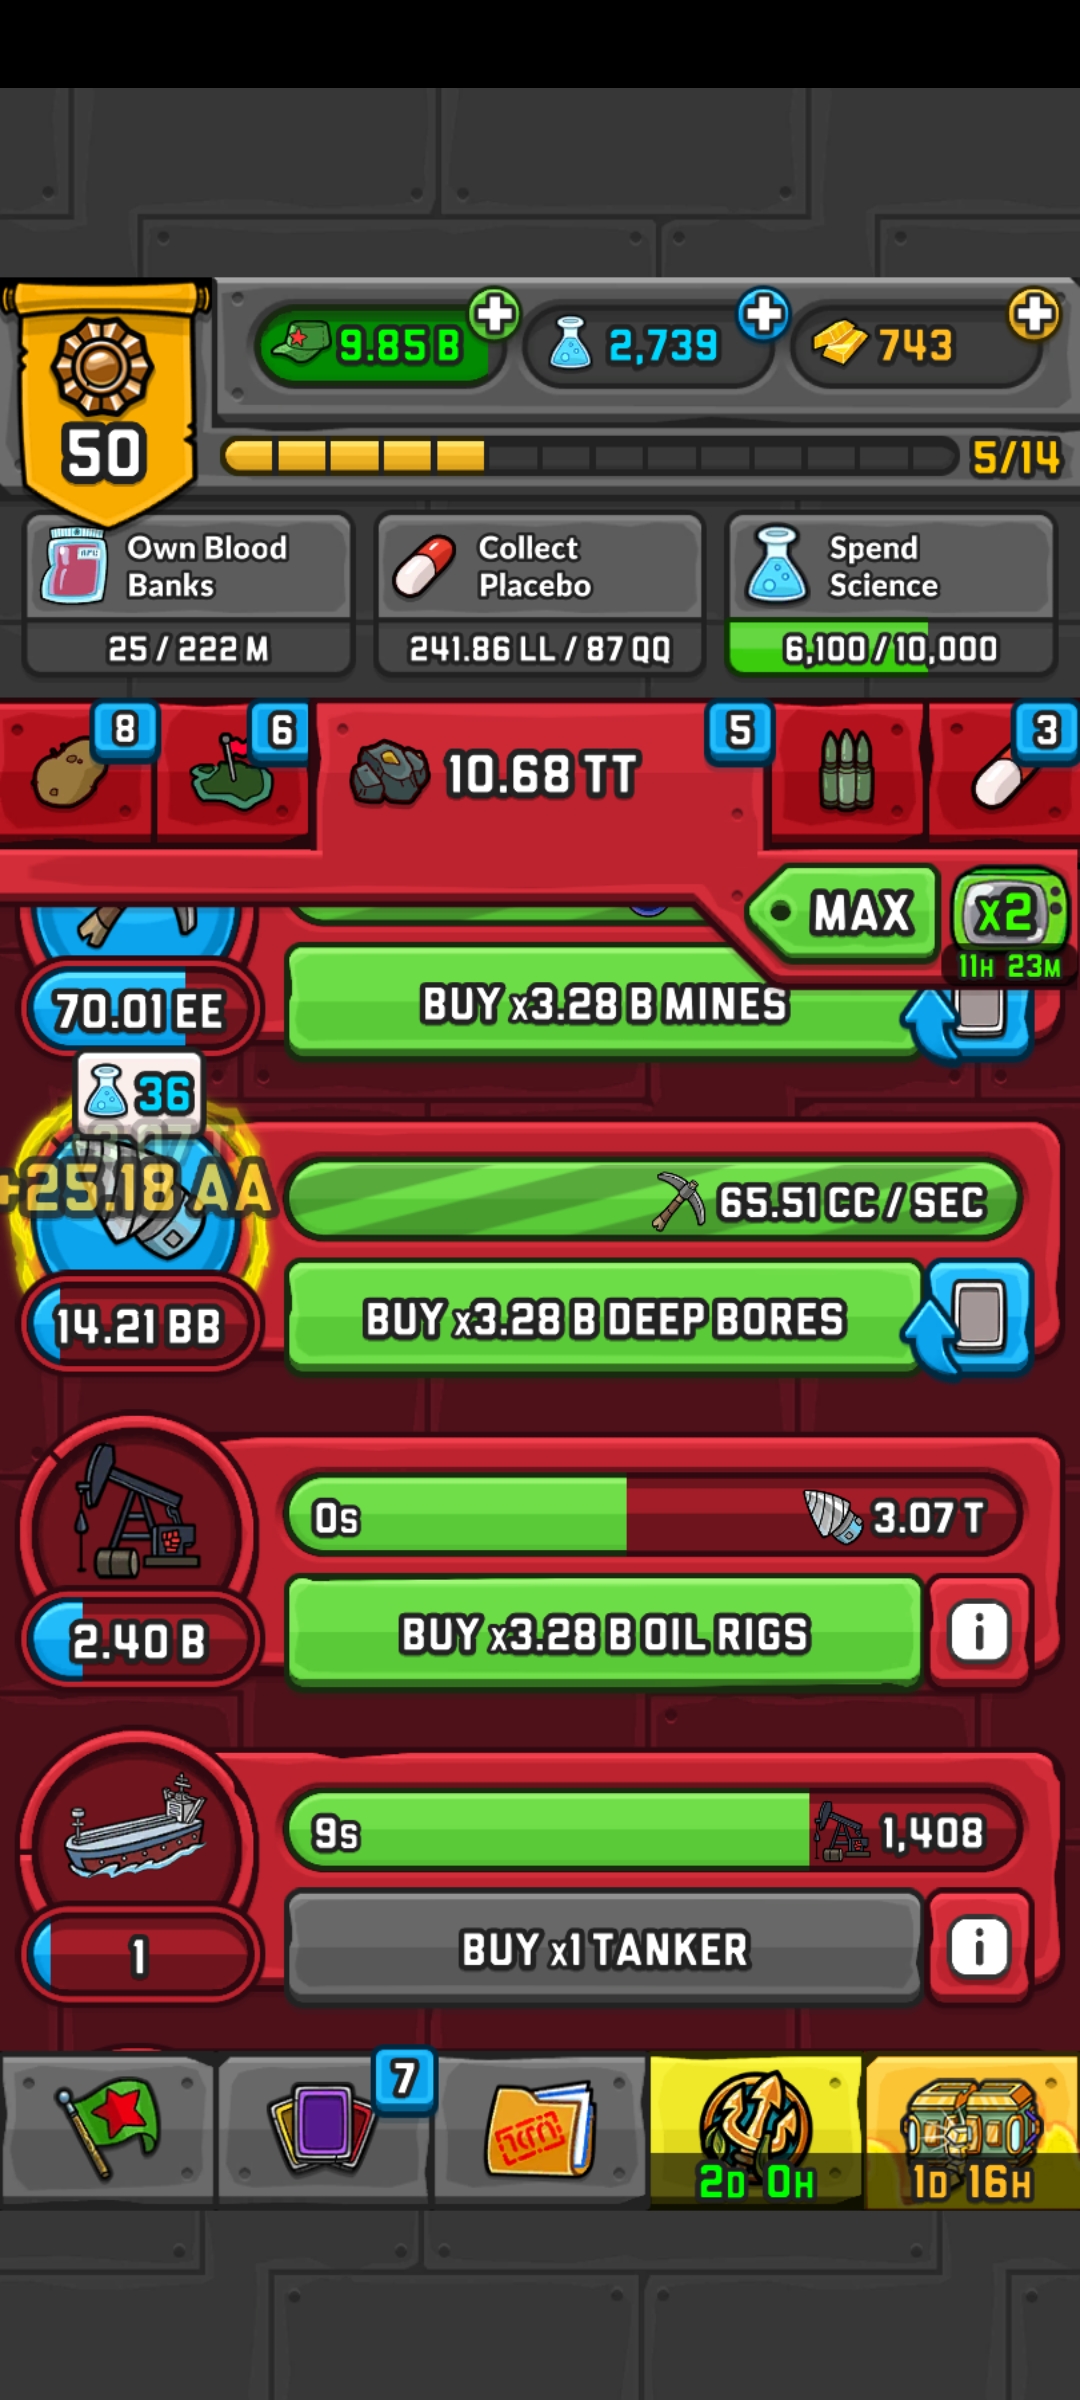 9.85 B
2,739
743
50
5/14
Own Blood
Banks
25 / 222 M
Collect
Placebo
241.86 LL / 87 QQ
Spend
Science
6,100 / 10,000
8
6
10.68 TT
5
3
MAX
x2
11H 23M
70.01 EE
BUY x3.28 B MINES
36
+25.18 AA
65.51 CC / SEC
14.21 BB
BUY x3.28 B DEEP BORES
0s
3.07 T
2.40 B
BUY x3.28 B OIL RIGS
i
9s
1,408
1
BUY x1 TANKER
i
7
2D 0H
1D 16H